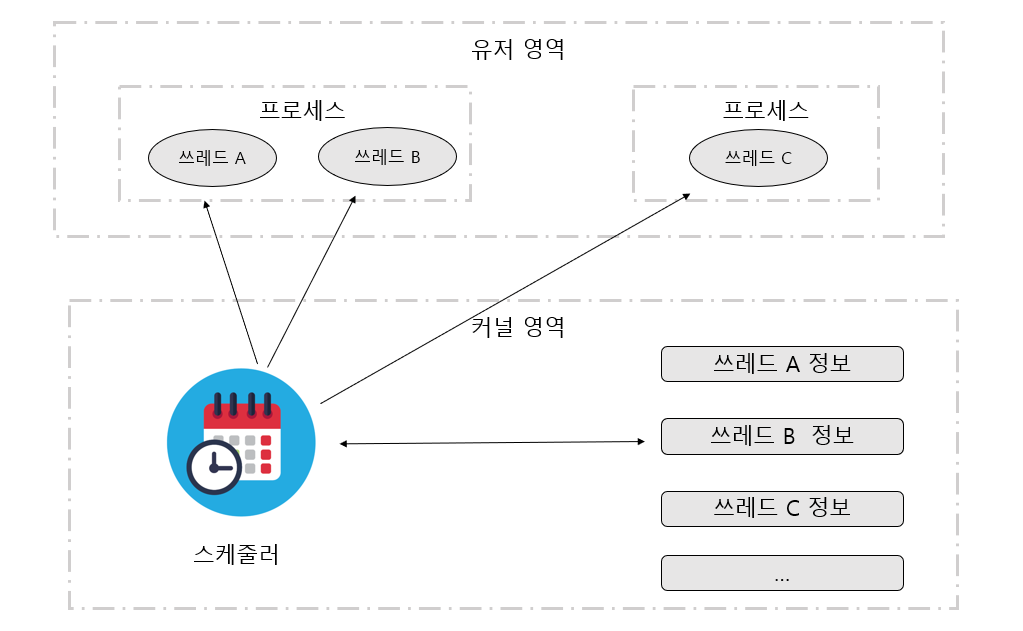 유저 영역
프로세스
프로세스
쓰레드 A
쓰레드 B
쓰레드 C
커널 영역
쓰레드 A 정보
쓰레드 B 정보
쓰레드 C 정보
...
스케줄러